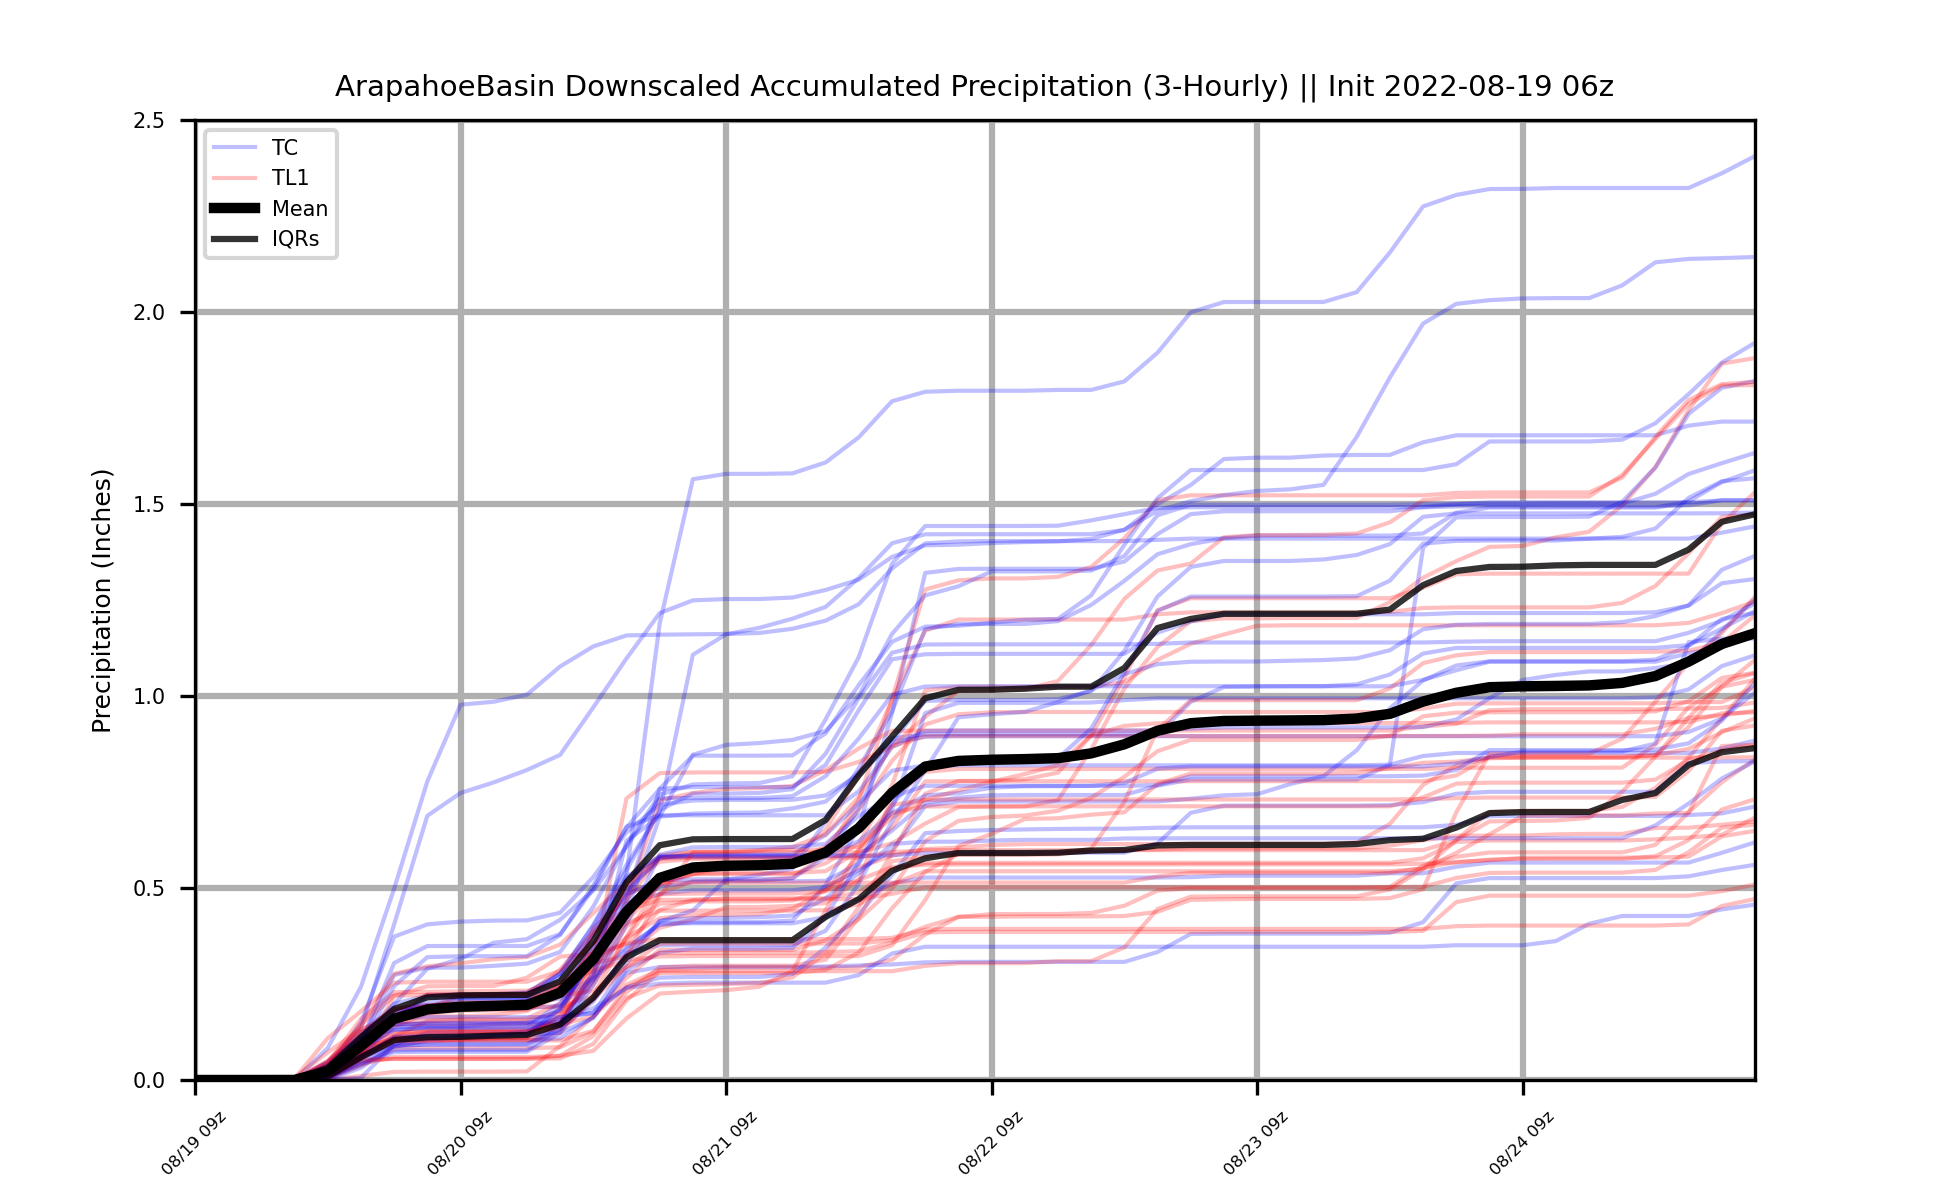 ArapahoeBasin Downscaled Accumulated Precipitation (3-Hourly) || Init 2022-08-19 06z
2.5
2.0
1.5
1.0
0.5
0.0
Precipitation (Inches)
TC
TL1
Mean
IQRs
08/19 09z
08/20 09z
08/21 09z
08/22 09z
08/23 09z
08/24 09z